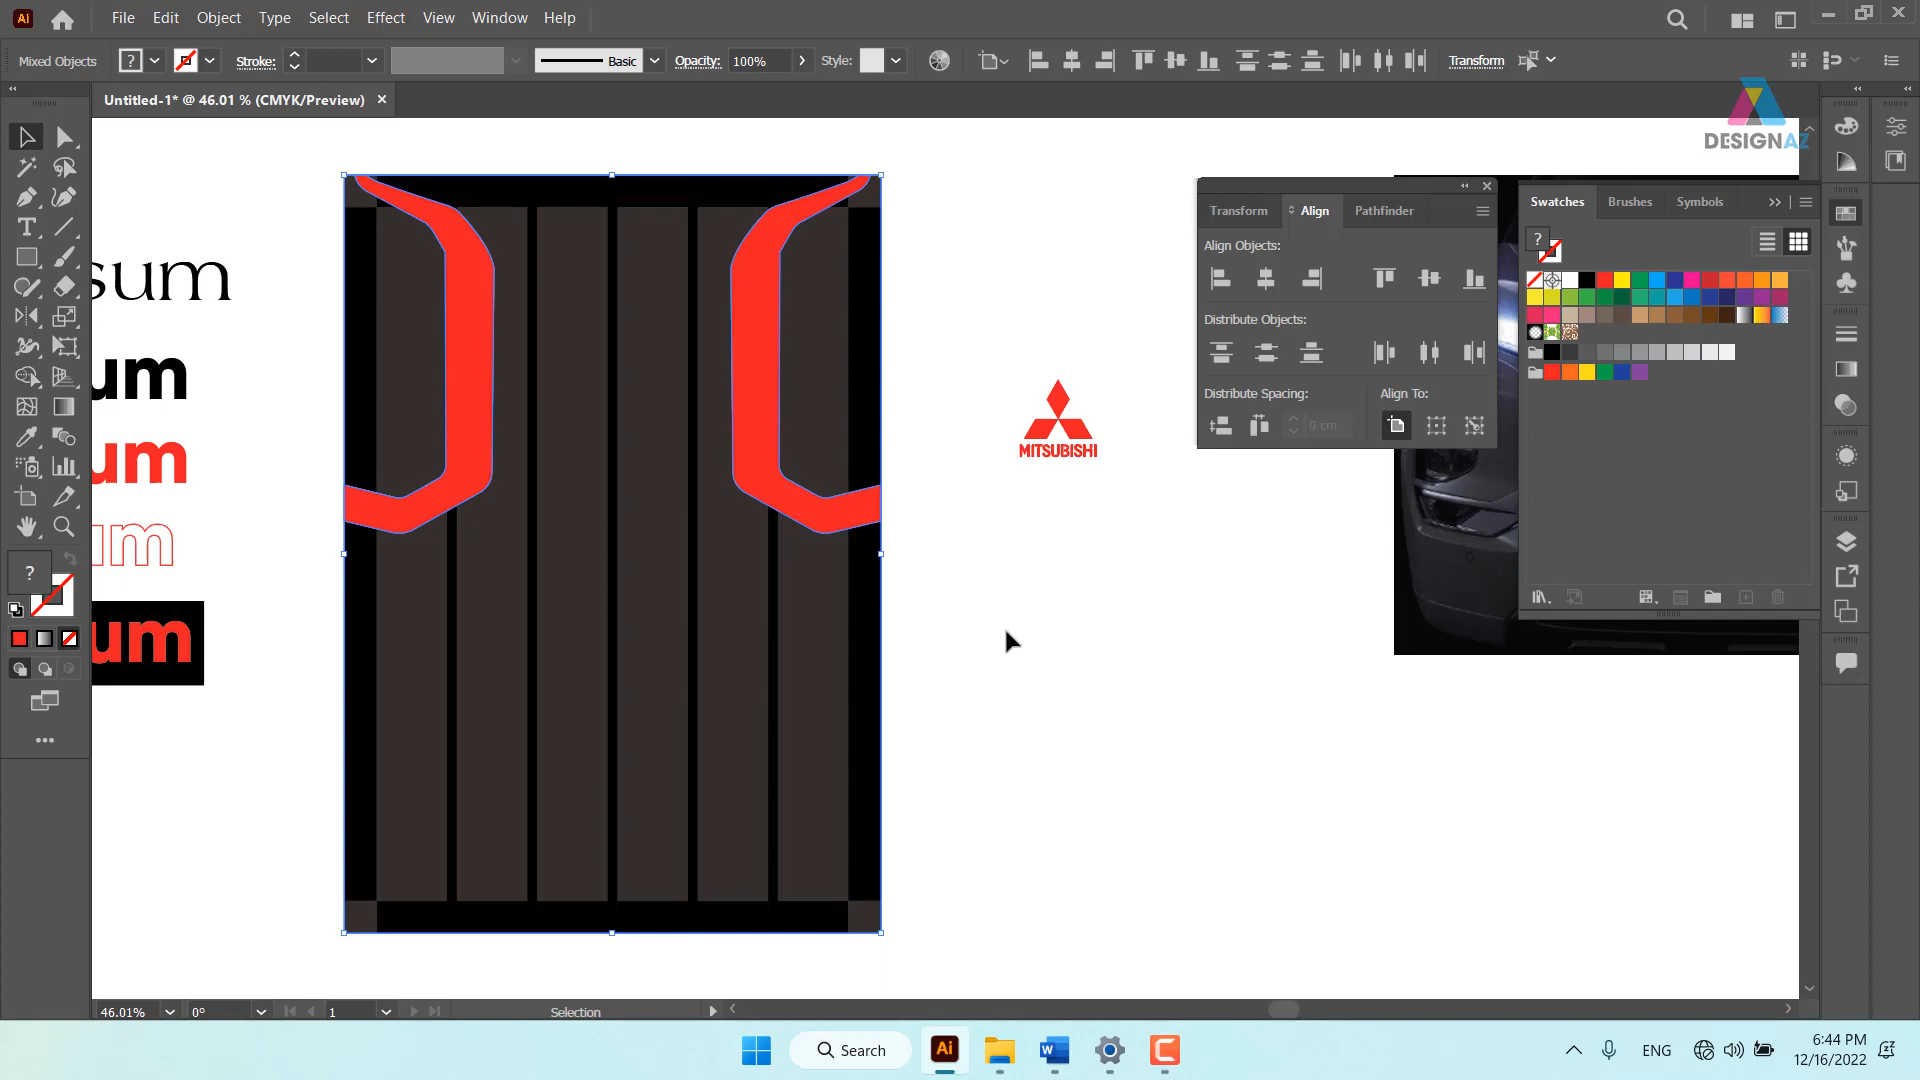 Ai File Edit Object Type Select Effect View Window Help
Mixed Objects ? Stroke: Basic Opacity: 100% Style: Transform
Untitled-1* @ 46.01 % (CMYK/Preview)
DESIGNAZ
Transform Align Pathfinder
Align Objects:
Distribute Objects:
Distribute Spacing: Align To:
0 cm
Swatches Brushes Symbols
?
sum
um
um
um
um
MITSUBISHI
?
46.01% 0° 1 Selection
Search Ai W C ENG
6:44 PM
12/16/2022